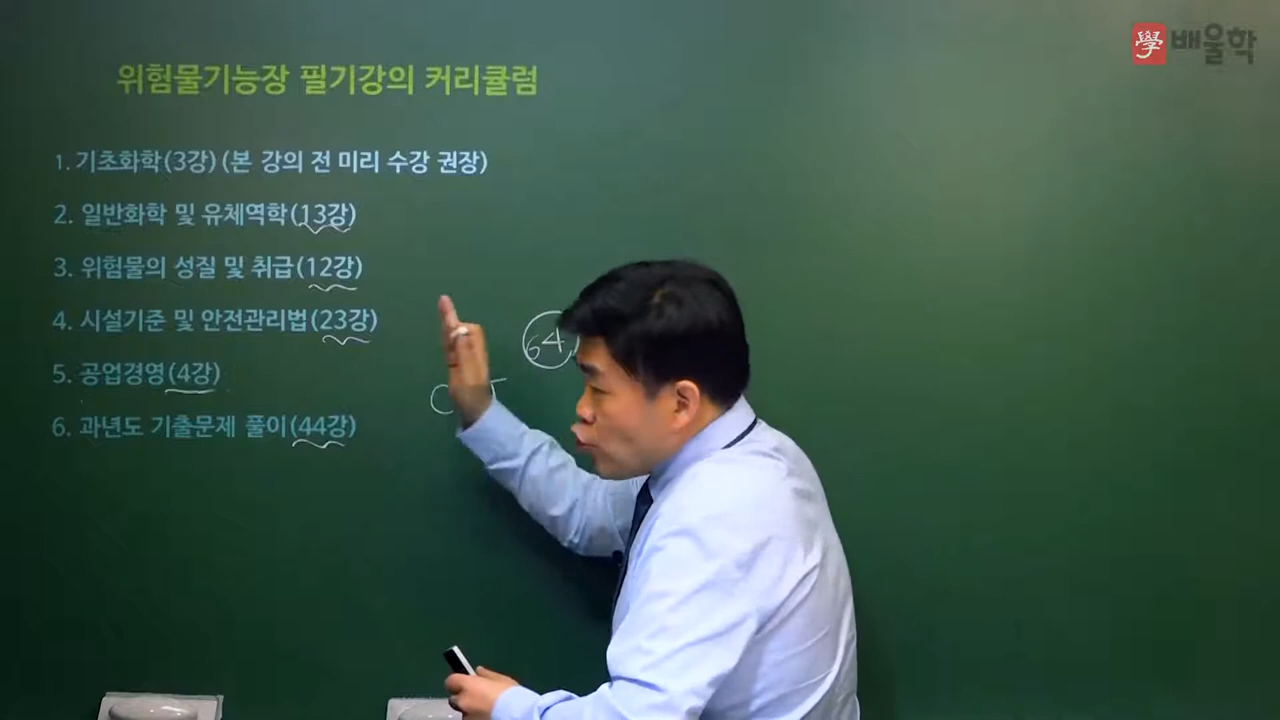 學 배울학
위험물기능장 필기강의 커리큘럼
1. 기초화학(3강) (본 강의 전 미리 수강 권장)
2. 일반화학 및 유체역학(13강)
3. 위험물의 성질 및 취급(12강)
4. 시설기준 및 안전관리법(23강)
64
5. 공업경영(4강)
6. 과년도 기출문제 풀이(44강)